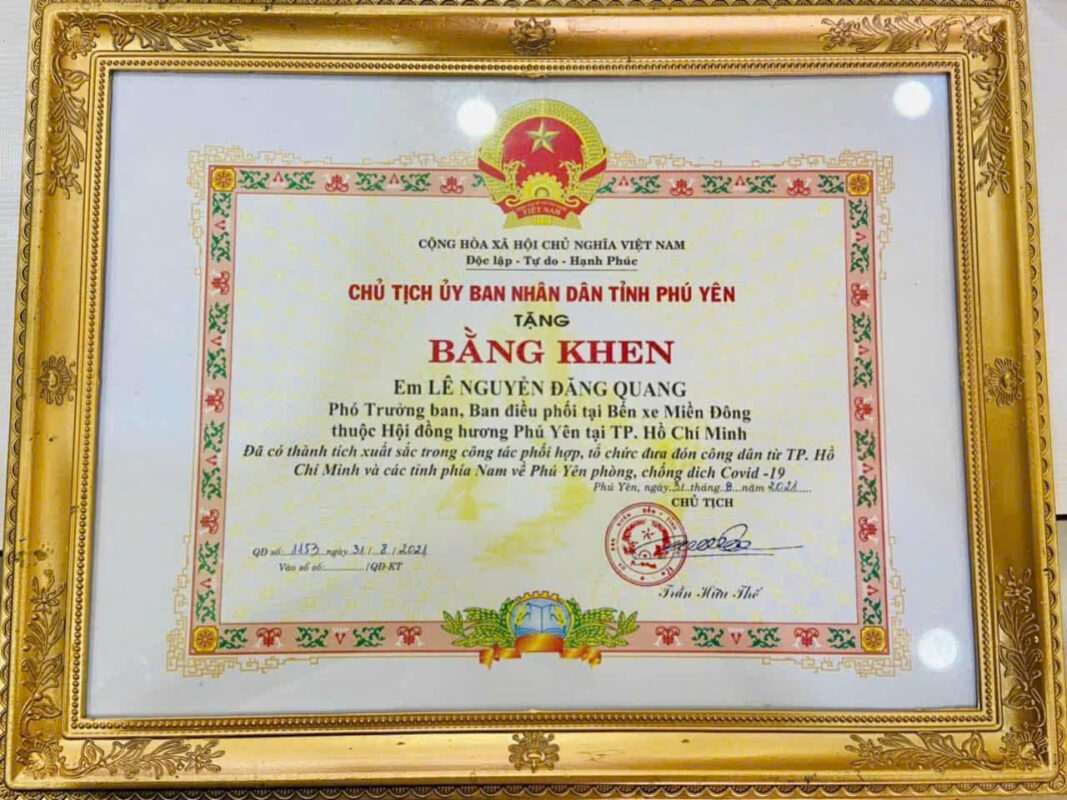 VIỆT NAM
CỘNG HÒA XÃ HỘI CHỦ NGHĨA VIỆT NAM
Độc lập - Tự do - Hạnh Phúc
CHỦ TỊCH ỦY BAN NHÂN DÂN TỈNH PHÚ YÊN
TẶNG
BẰNG KHEN
Em LÊ NGUYỄN ĐĂNG QUANG
Phó Trưởng ban, Ban điều phối tại Bến xe Miền Đông
thuộc Hội đồng hương Phú Yên tại TP. Hồ Chí Minh
Đã có thành tích xuất sắc trong công tác phối hợp, tổ chức đưa đón công dân từ TP. Hồ
Chí Minh và các tỉnh phía Nam về Phú Yên phòng, chống dịch Covid -19
Phú Yên, ngày 31 tháng 8 năm 2021
CHỦ TỊCH
QĐ số: 1153 ngày 31 / 8 / 2021
Vào sổ số:............/QĐ-KT
Trần Hữu Thế